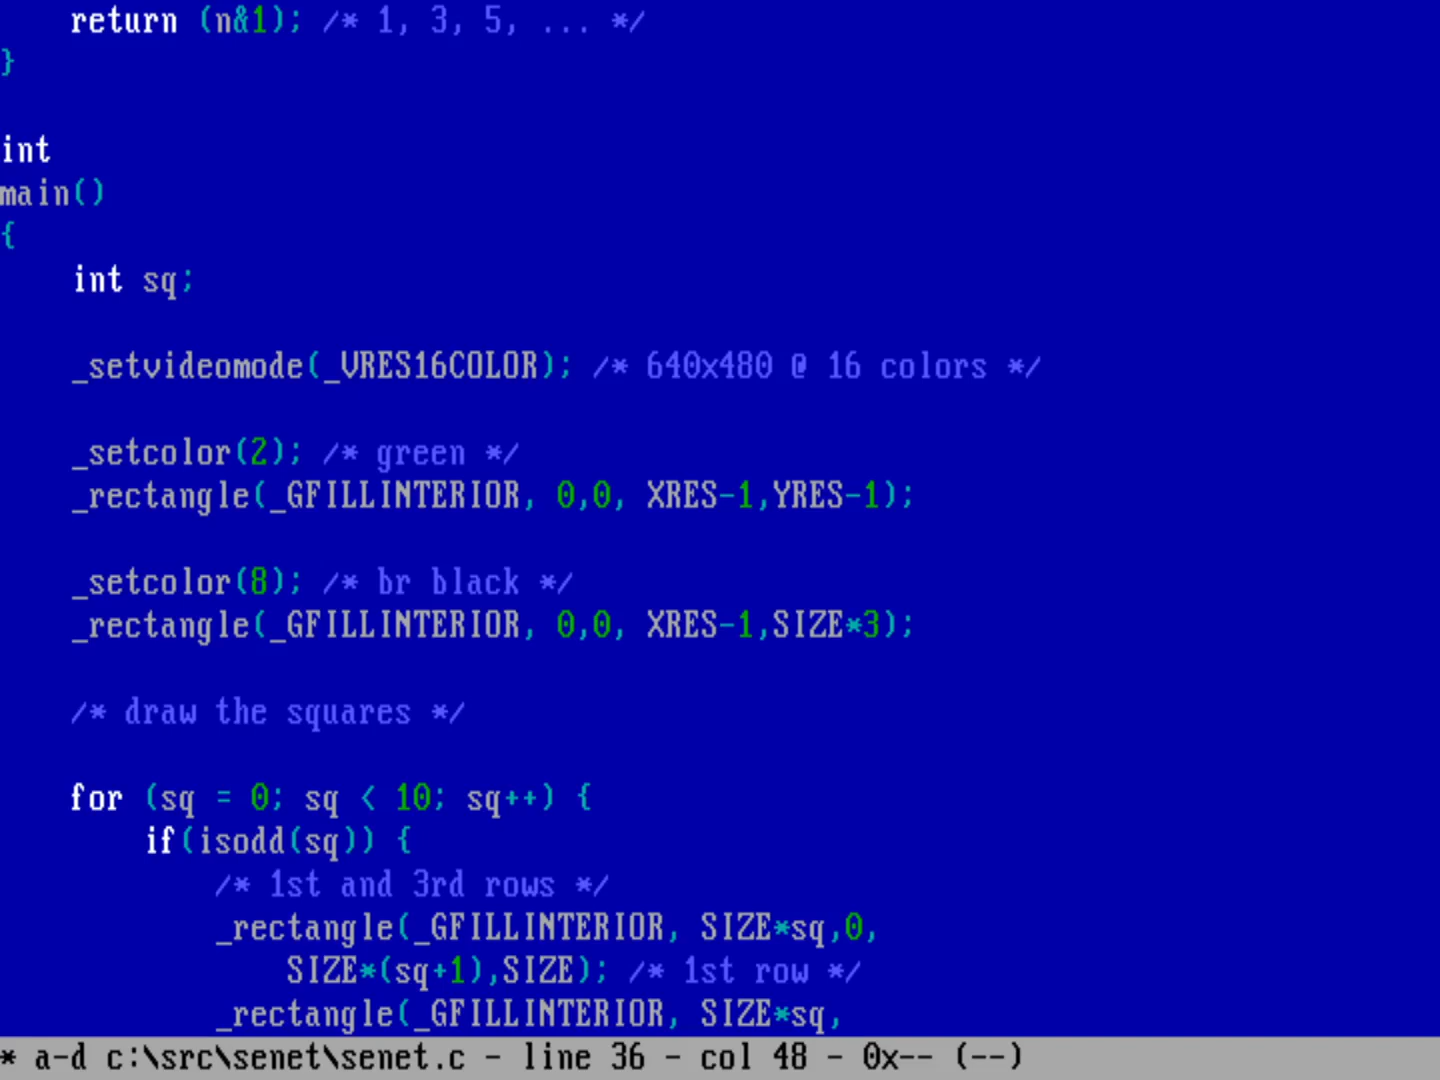 return (n&1); /* 1, 3, 5, ... */
}

int
main()
{
    int sq;

    _setvideomode(_VRES16COLOR); /* 640x480 @ 16 colors */

    _setcolor(2); /* green */
    _rectangle(_GFILLINTERIOR, 0,0, XRES-1,YRES-1);

    _setcolor(8); /* br black */
    _rectangle(_GFILLINTERIOR, 0,0, XRES-1,SIZE*3);

    /* draw the squares */

    for (sq = 0; sq < 10; sq++) {
        if(isodd(sq)) {
            /* 1st and 3rd rows */
            _rectangle(_GFILLINTERIOR, SIZE*sq,0,
                SIZE*(sq+1),SIZE); /* 1st row */
            _rectangle(_GFILLINTERIOR, SIZE*sq,
* a-d c:\src\senet\senet.c - line 36 - col 48 - 0x-- (--)